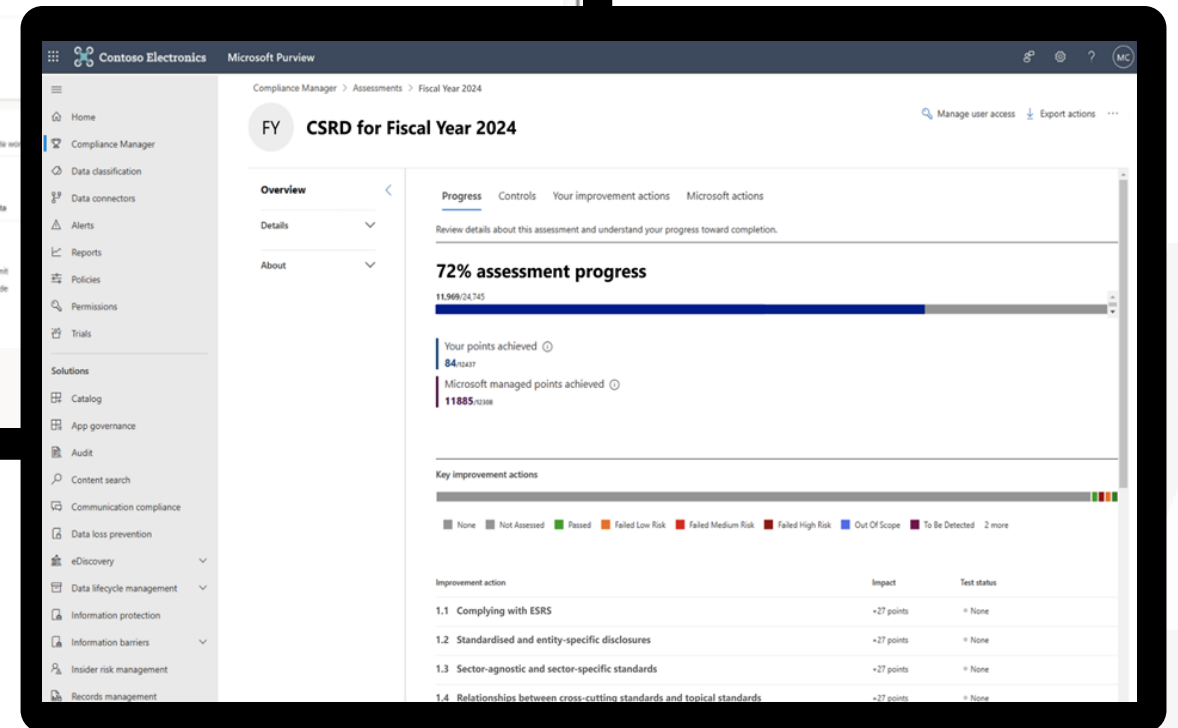 Contoso Electronics Microsoft Purview ? MC
Compliance Manager > Assessments > Fiscal Year 2024
FY CSRD for Fiscal Year 2024
Manage user access Export actions ...
Home
Compliance Manager
Data classification
Data connectors
Alerts
Reports
Policies
Permissions
Trials
Solutions
Catalog
App governance
Audit
Content search
Communication compliance
Data loss prevention
eDiscovery
Data lifecycle management
Information protection
Information barriers
Insider risk management
Records management
Overview
Details
About
Progress Controls Your improvement actions Microsoft actions
Review details about this assessment and understand your progress toward completion.
72% assessment progress
11,969/24,745
Your points achieved
84/12437
Microsoft managed points achieved
11885/12308
Key improvement actions
None Not Assessed Passed Failed Low Risk Failed Medium Risk Failed High Risk Out Of Scope To Be Detected 2 more
Improvement action Impact Test status
1.1 Complying with ESRS +27 points None
1.2 Standardised and entity-specific disclosures +27 points None
1.3 Sector-agnostic and sector-specific standards +27 points None
1.4 Relationships between cross-cutting standards and topical standards +27 points None